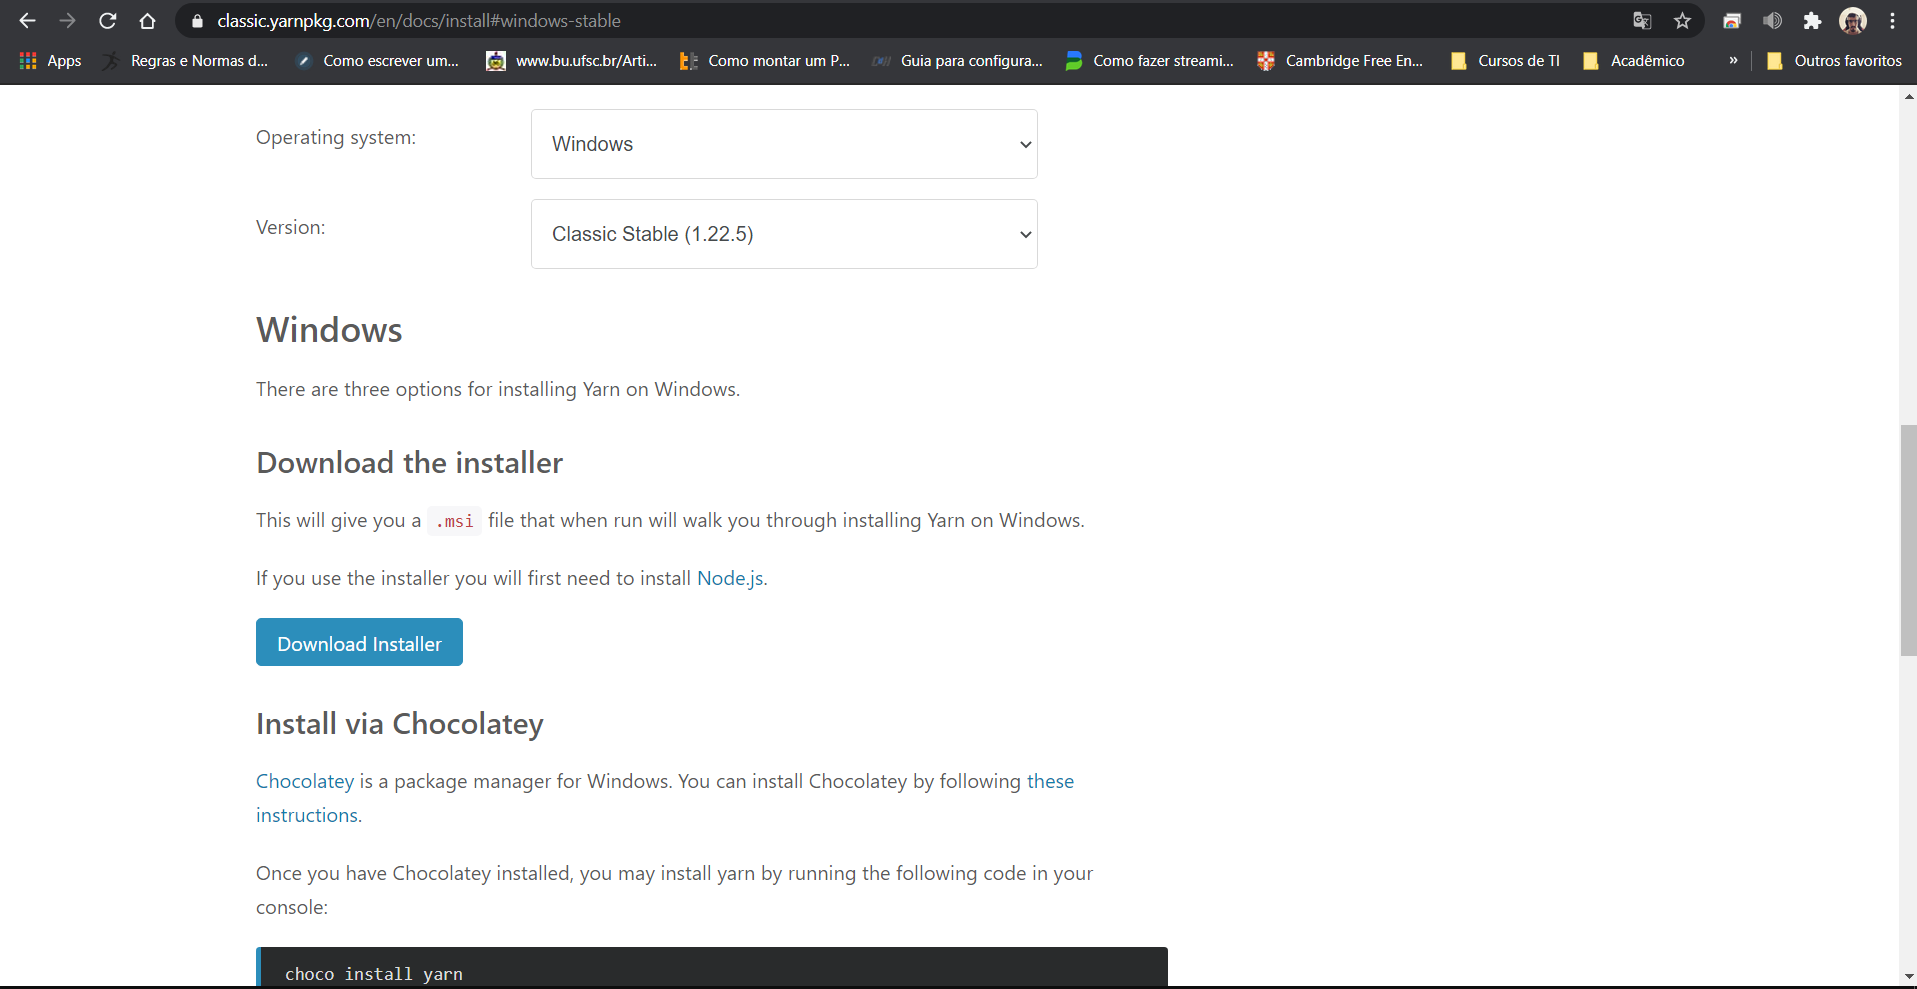 classic.yarnpkg.com/en/docs/install#windows-stable
Apps Regras e Normas d... Como escrever um... www.bu.ufsc.br/Arti... Como montar um P... Guia para configura... Como fazer streami... Cambridge Free En... Cursos de TI Acadêmico » Outros favoritos
Operating system: Windows
Version: Classic Stable (1.22.5)
Windows
There are three options for installing Yarn on Windows.
Download the installer
This will give you a .msi file that when run will walk you through installing Yarn on Windows.
If you use the installer you will first need to install Node.js.
Download Installer
Install via Chocolatey
Chocolatey is a package manager for Windows. You can install Chocolatey by following these
instructions.
Once you have Chocolatey installed, you may install yarn by running the following code in your
console:
choco install yarn